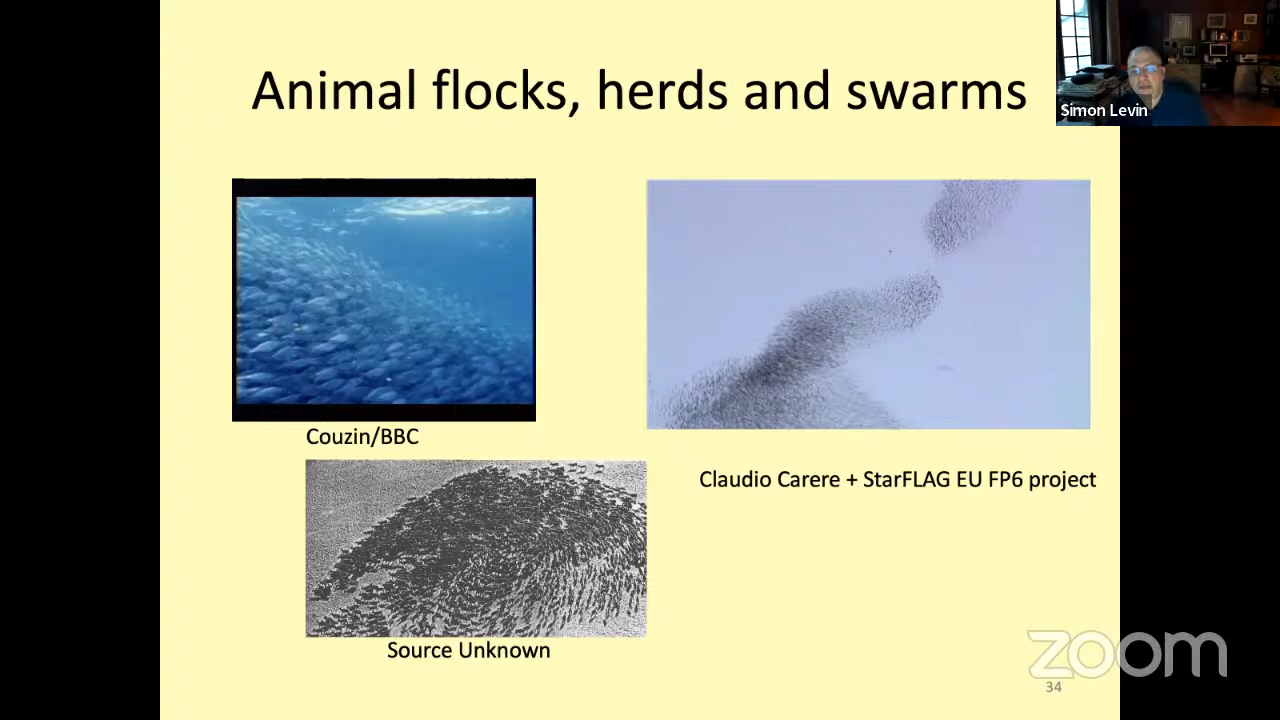 Animal flocks, herds and swarms
Simon Levin
Couzin/BBC
Claudio Carere + StarFLAG EU FP6 project
Source Unknown
zoom
34